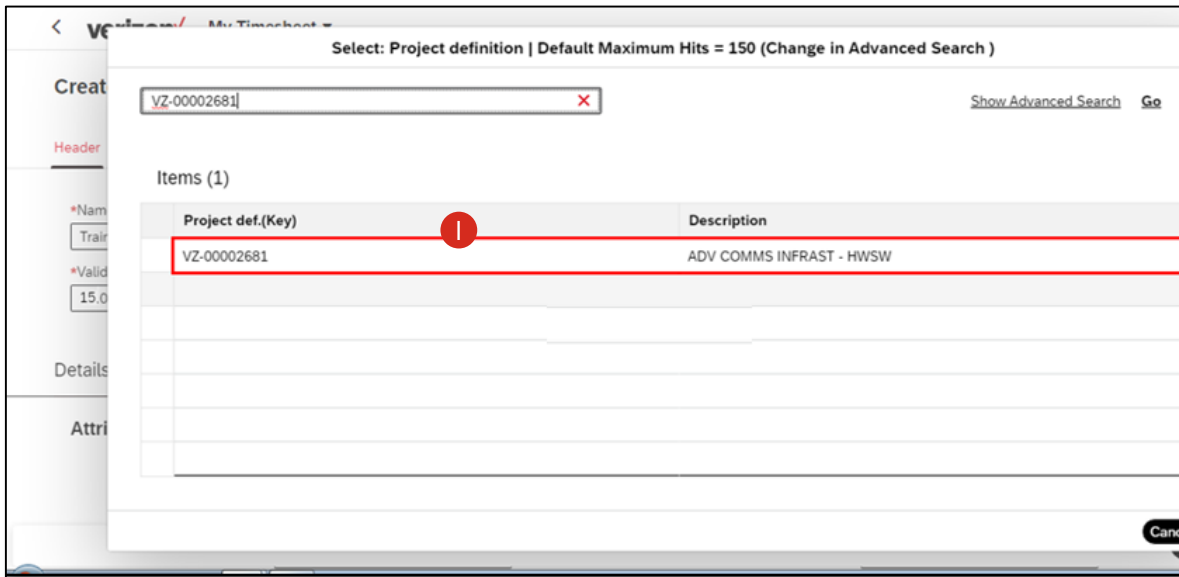 verizon My Timesheet
Select: Project definition | Default Maximum Hits = 150 (Change in Advanced Search )
Creat
VZ-00002681
Show Advanced Search Go
Header
Items (1)
*Nam
Project def.(Key) Description
Train
VZ-00002681 ADV COMMS INFRAST - HWSW
*Valid
15.0
Details
Attri
Canc